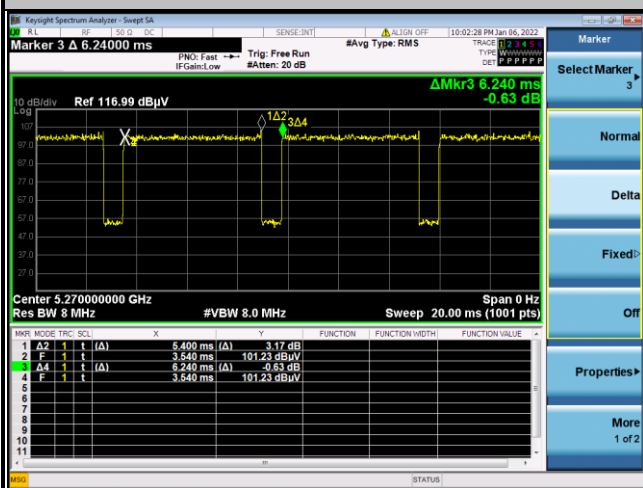 Keysight Spectrum Analyzer - Swept SA
RL RF 50 Ω DC SENSE:INT ALIGN OFF 10:02:28 PM Jan 06, 2022
Marker 3 Δ 6.24000 ms
PNO: Fast
IFGain:Low
Trig: Free Run
#Atten: 20 dB
#Avg Type: RMS
TRACE 1 2 3 4 5 6
TYPE WWWWWW
DET P P P P P P
ΔMkr3 6.240 ms
-0.63 dB
10 dB/div Ref 116.99 dBµV
Log
107
97.0
87.0
77.0
67.0
57.0
47.0
37.0
27.0
1Δ2
3Δ4
Center 5.270000000 GHz Span 0 Hz
Res BW 8 MHz #VBW 8.0 MHz Sweep 20.00 ms (1001 pts)
MKR MODE TRC SCL X Y FUNCTION FUNCTION WIDTH FUNCTION VALUE
1 Δ2 1 t (Δ) 5.400 ms (Δ) 3.17 dB
2 F 1 t 3.540 ms 101.23 dBµV
3 Δ4 1 t (Δ) 6.240 ms (Δ) -0.63 dB
4 F 1 t 3.540 ms 101.23 dBµV
5
6
7
8
9
10
11
MSG STATUS
Marker
Select Marker
3
Normal
Delta
Fixed
Off
Properties
More
1 of 2